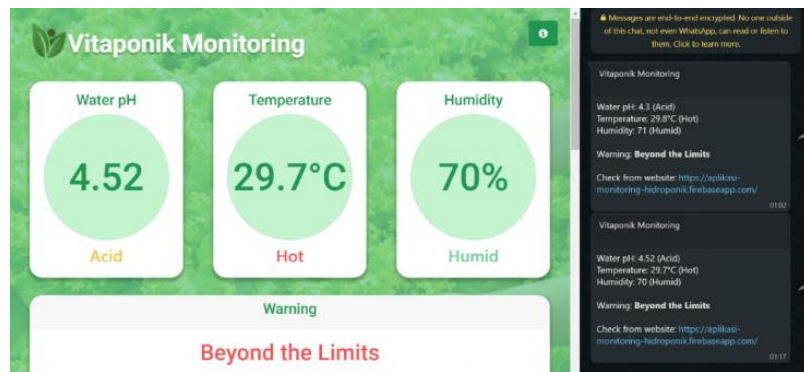 Vitaponik Monitoring
Water pH
4.52
Acid
Temperature
29.7°C
Hot
Humidity
70%
Humid
Warning
Beyond the Limits
Messages are end-to-end encrypted. No one outside
of this chat, not even WhatsApp, can read or listen to
them. Click to learn more.
Vitaponik Monitoring
Water pH: 4.3 (Acid)
Temperature: 29.8°C (Hot)
Humidity: 71 (Humid)
Warning: Beyond the Limits
Check from website: https://aplikasi-
monitoring-hidroponik.firebaseapp.com/
01:02
Vitaponik Monitoring
Water pH: 4.52 (Acid)
Temperature: 29.7°C (Hot)
Humidity: 70 (Humid)
Warning: Beyond the Limits
Check from website: https://aplikasi-
monitoring-hidroponik.firebaseapp.com/
01:17